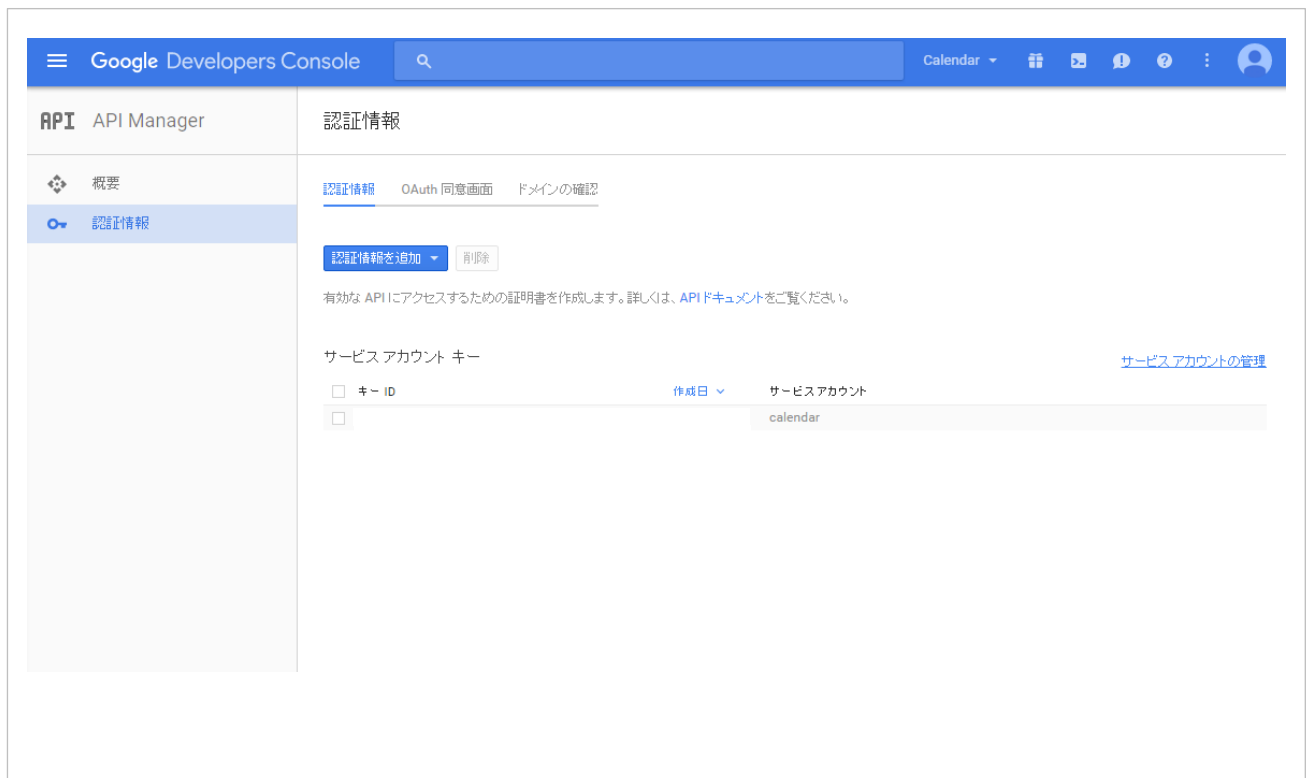 Google Developers Console
Calendar
API API Manager
認証情報
概要
認証情報
認証情報 OAuth 同意画面 ドメインの確認
認証情報を追加 削除
有効な API にアクセスするための証明書を作成します。詳しくは、API ドキュメントをご覧ください。
サービス アカウント キー
サービス アカウントの管理
キー ID 作成日 サービス アカウント
calendar